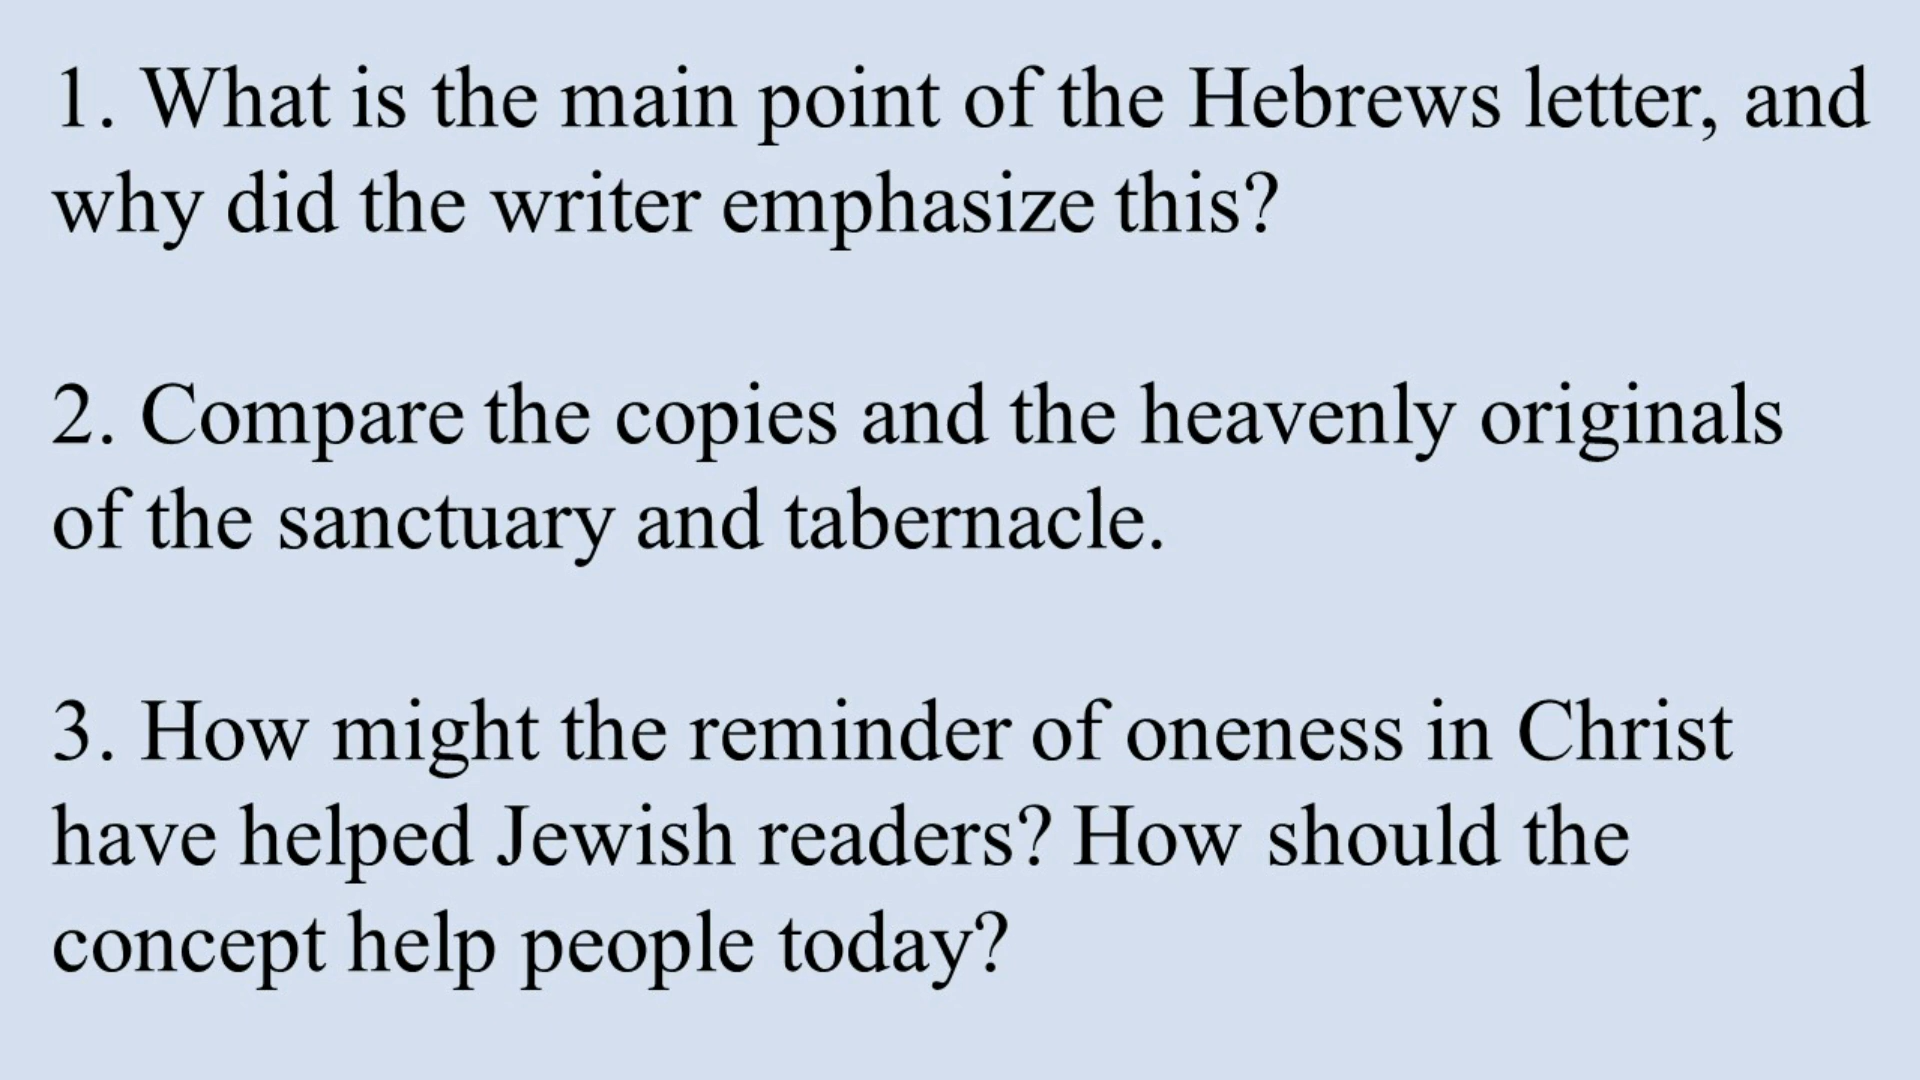 1. What is the main point of the Hebrews letter, and
why did the writer emphasize this?
2. Compare the copies and the heavenly originals
of the sanctuary and tabernacle.
3. How might the reminder of oneness in Christ
have helped Jewish readers? How should the
concept help people today?